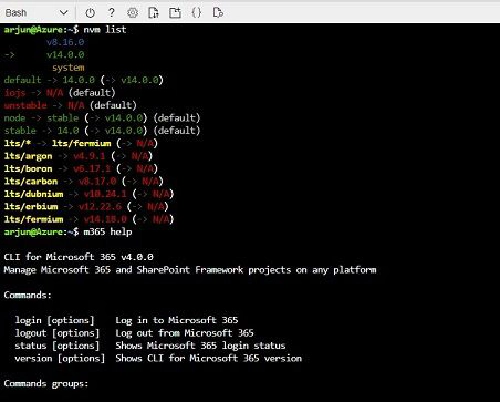 Bash
arjun@Azure:~$ nvm list
v8.16.0
-> v14.0.0
system
default -> 14.0.0 (-> v14.0.0)
iojs -> N/A (default)
unstable -> N/A (default)
node -> stable (-> v14.0.0) (default)
stable -> 14.0 (-> v14.0.0) (default)
lts/* -> lts/fermium (-> N/A)
lts/argon -> v4.9.1 (-> N/A)
lts/boron -> v6.17.1 (-> N/A)
lts/carbon -> v8.17.0 (-> N/A)
lts/dubnium -> v10.24.1 (-> N/A)
lts/erbium -> v12.22.6 (-> N/A)
lts/fermium -> v14.18.0 (-> N/A)
arjun@Azure:~$ m365 help
CLI for Microsoft 365 v4.0.0
Manage Microsoft 365 and SharePoint Framework projects on any platform
Commands:
login [options] Log in to Microsoft 365
logout [options] Log out from Microsoft 365
status [options] Shows Microsoft 365 login status
version [options] Shows CLI for Microsoft 365 version
Commands groups: